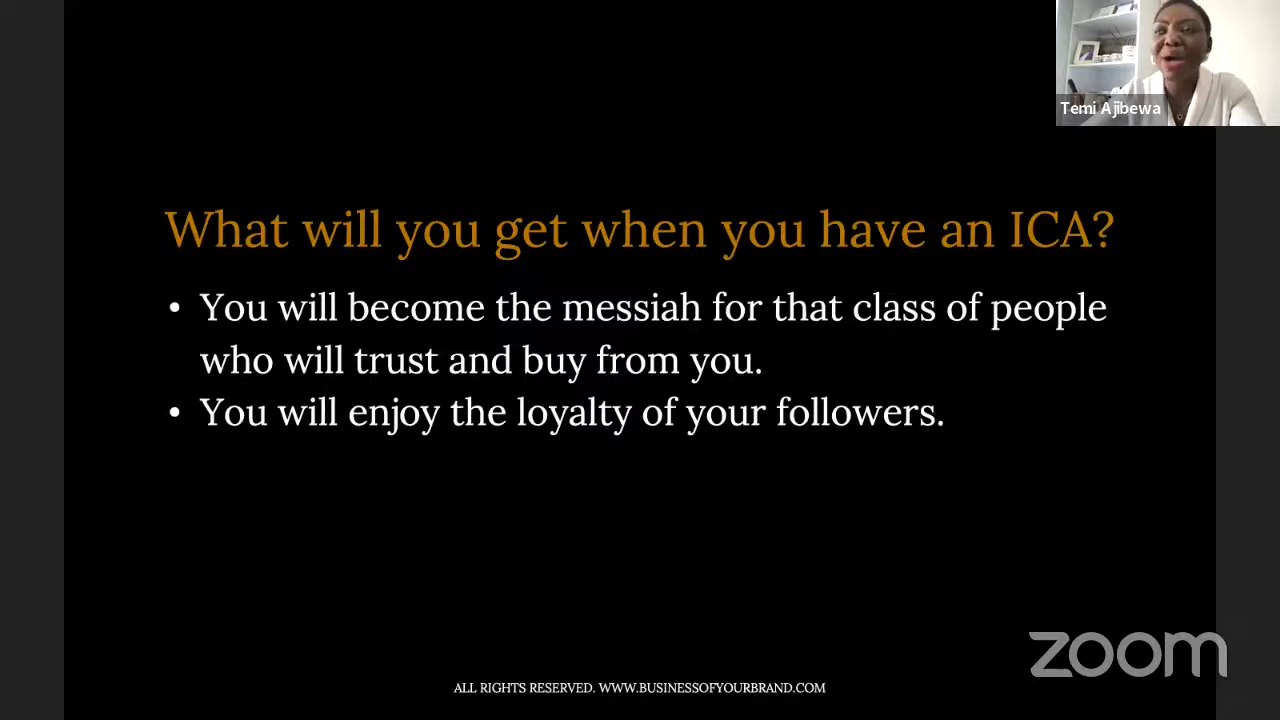 Temi Ajibewa
What will you get when you have an ICA?
• You will become the messiah for that class of people
who will trust and buy from you.
• You will enjoy the loyalty of your followers.
zoom
ALL RIGHTS RESERVED. WWW.BUSINESSOFYOURBRAND.COM